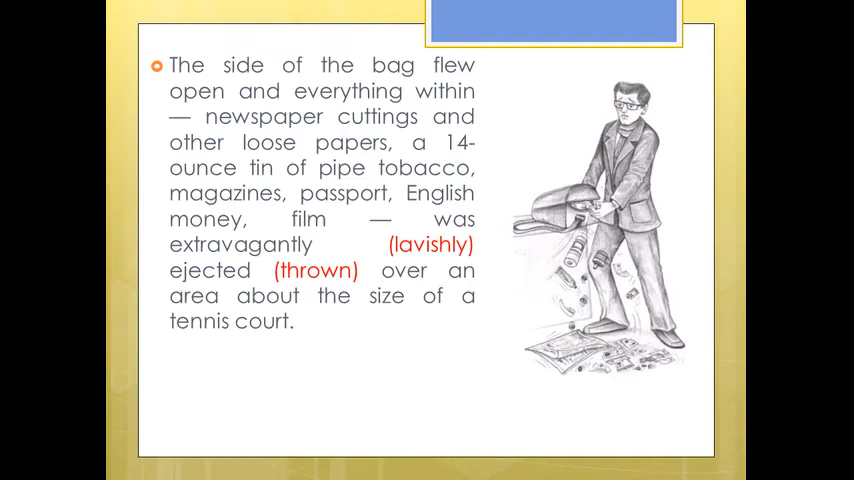 The side of the bag flew
open and everything within
— newspaper cuttings and
other loose papers, a 14-
ounce tin of pipe tobacco,
magazines, passport, English
money, film — was
extravagantly (lavishly)
ejected (thrown) over an
area about the size of a
tennis court.